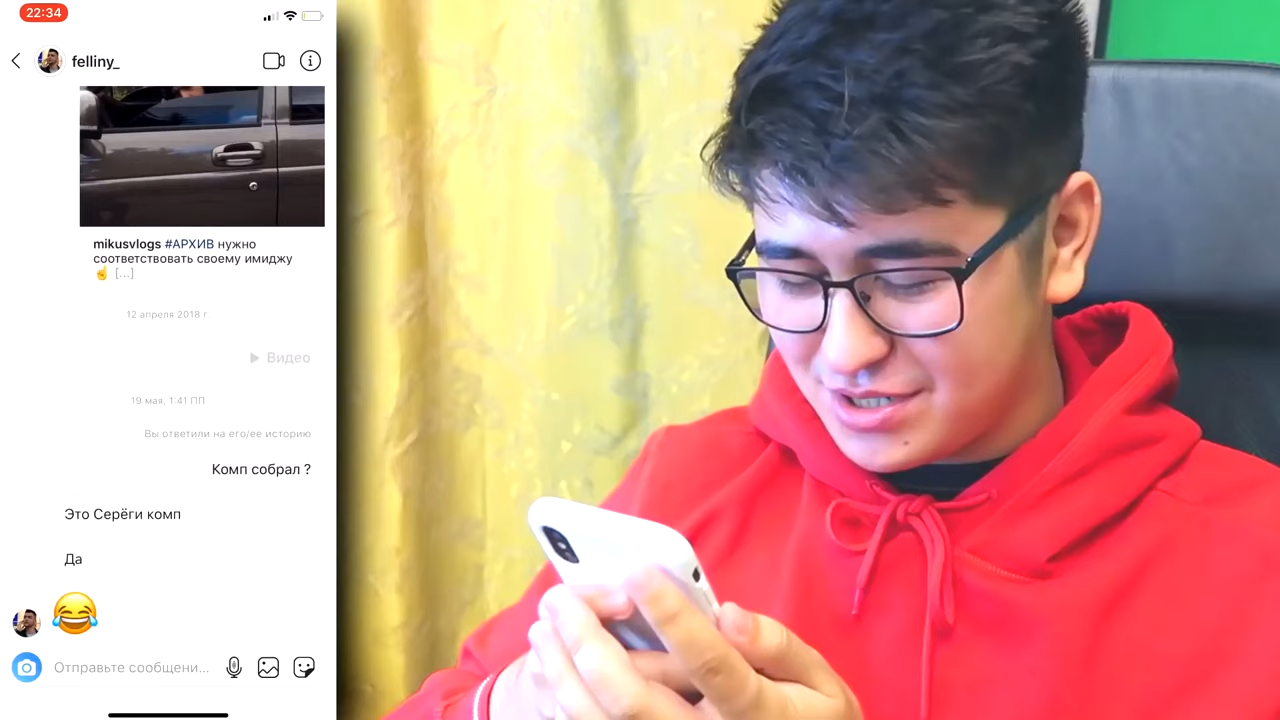 22:34
felliny_
mikusvlogs #АРХИВ нужно
соответствовать своему имиджу
☝ [...]
12 апреля 2018 г
Видео
19 мая, 1:41 ПП
Вы ответили на его/ее историю
Комп собрал ?
Это Серёги комп
Да
😂
Отправьте сообщени...